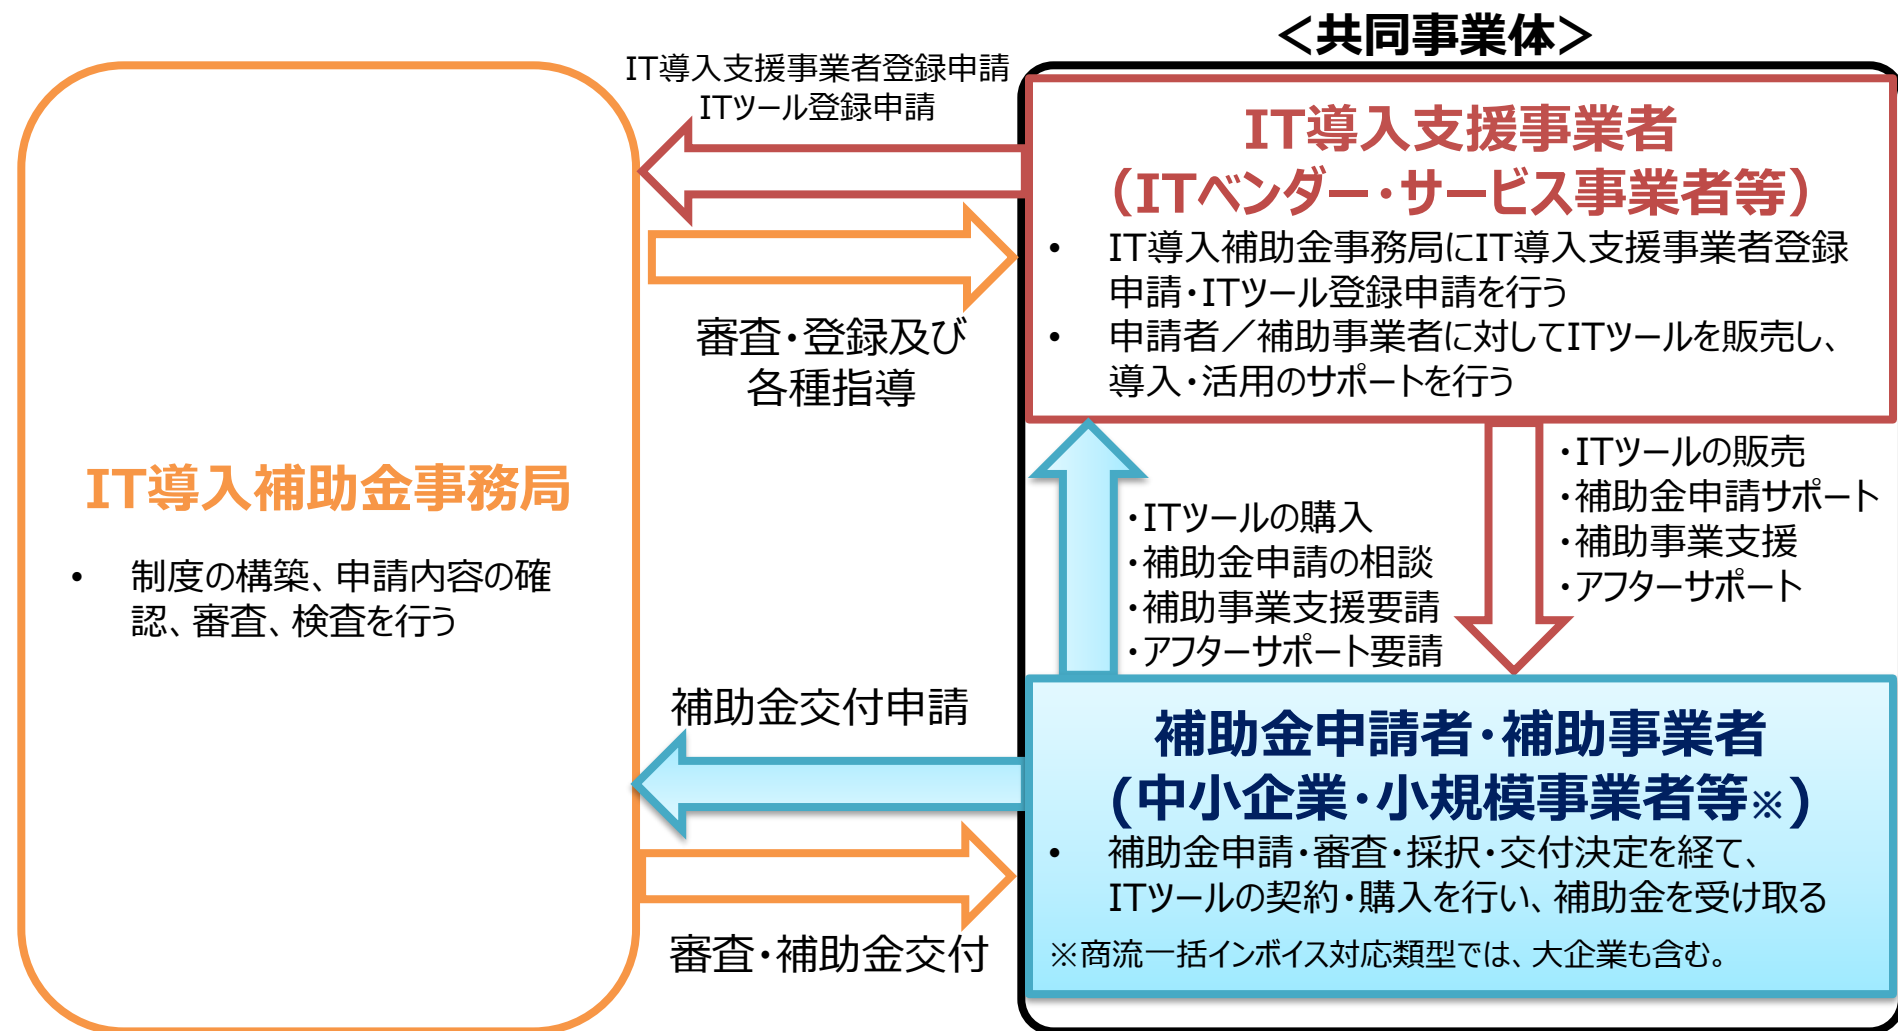 ＜共同事業体＞
IT導入支援事業者登録申請
ITツール登録申請
審査・登録及び
各種指導
IT導入支援事業者
（ITベンダー・サービス事業者等）
• IT導入補助金事務局にIT導入支援事業者登録
申請・ITツール登録申請を行う
• 申請者／補助事業者に対してITツールを販売し、
導入・活用のサポートを行う
IT導入補助金事務局
• 制度の構築、申請内容の確
認、審査、検査を行う
・ITツールの購入
・補助金申請の相談
・補助事業支援要請
・アフターサポート要請
・ITツールの販売
・補助金申請サポート
・補助事業支援
・アフターサポート
補助金交付申請
審査・補助金交付
補助金申請者・補助事業者
(中小企業・小規模事業者等※)
• 補助金申請・審査・採択・交付決定を経て、
ITツールの契約・購入を行い、補助金を受け取る
※商流一括インボイス対応類型では、大企業も含む。